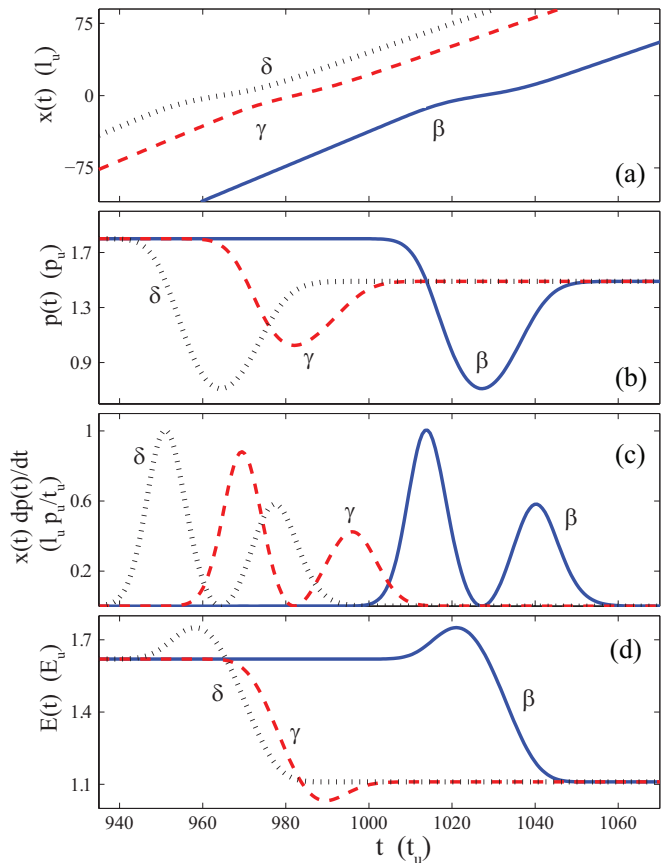 75
0
−75
x(t) (l_u)
δ
γ
β
(a)
1.7
1.3
0.9
p(t) (p_u)
δ
γ
β
(b)
1
0.6
0.2
x(t) dp(t)/dt
(l_u p_u/t_u)
δ
γ
β
(c)
1.7
1.4
1.1
E(t) (E_u)
δ
γ
β
(d)
940 960 980 1000 1020 1040 1060
t (t_u)